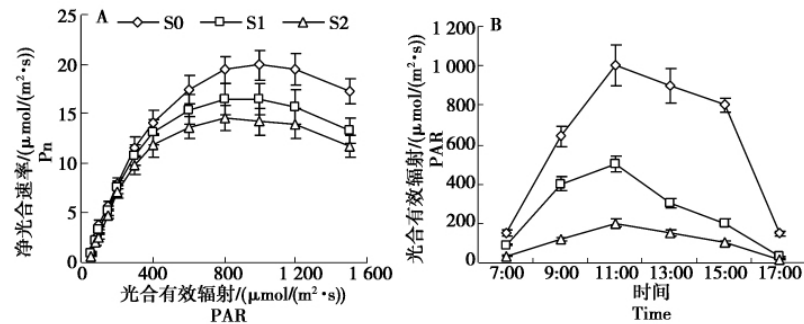 A
S0 S1 S2
25
20
15
10
5
0
净光合速率/(μmol/(m²•s))
Pn
400 800 1 200 1 600
光合有效辐射/(μmol/(m²•s))
PAR
B
1 200
1 000
800
600
400
200
0
光合有效辐射/(μmol/(m²•s))
PAR
7:00 9:00 11:00 13:00 15:00 17:00
时间
Time